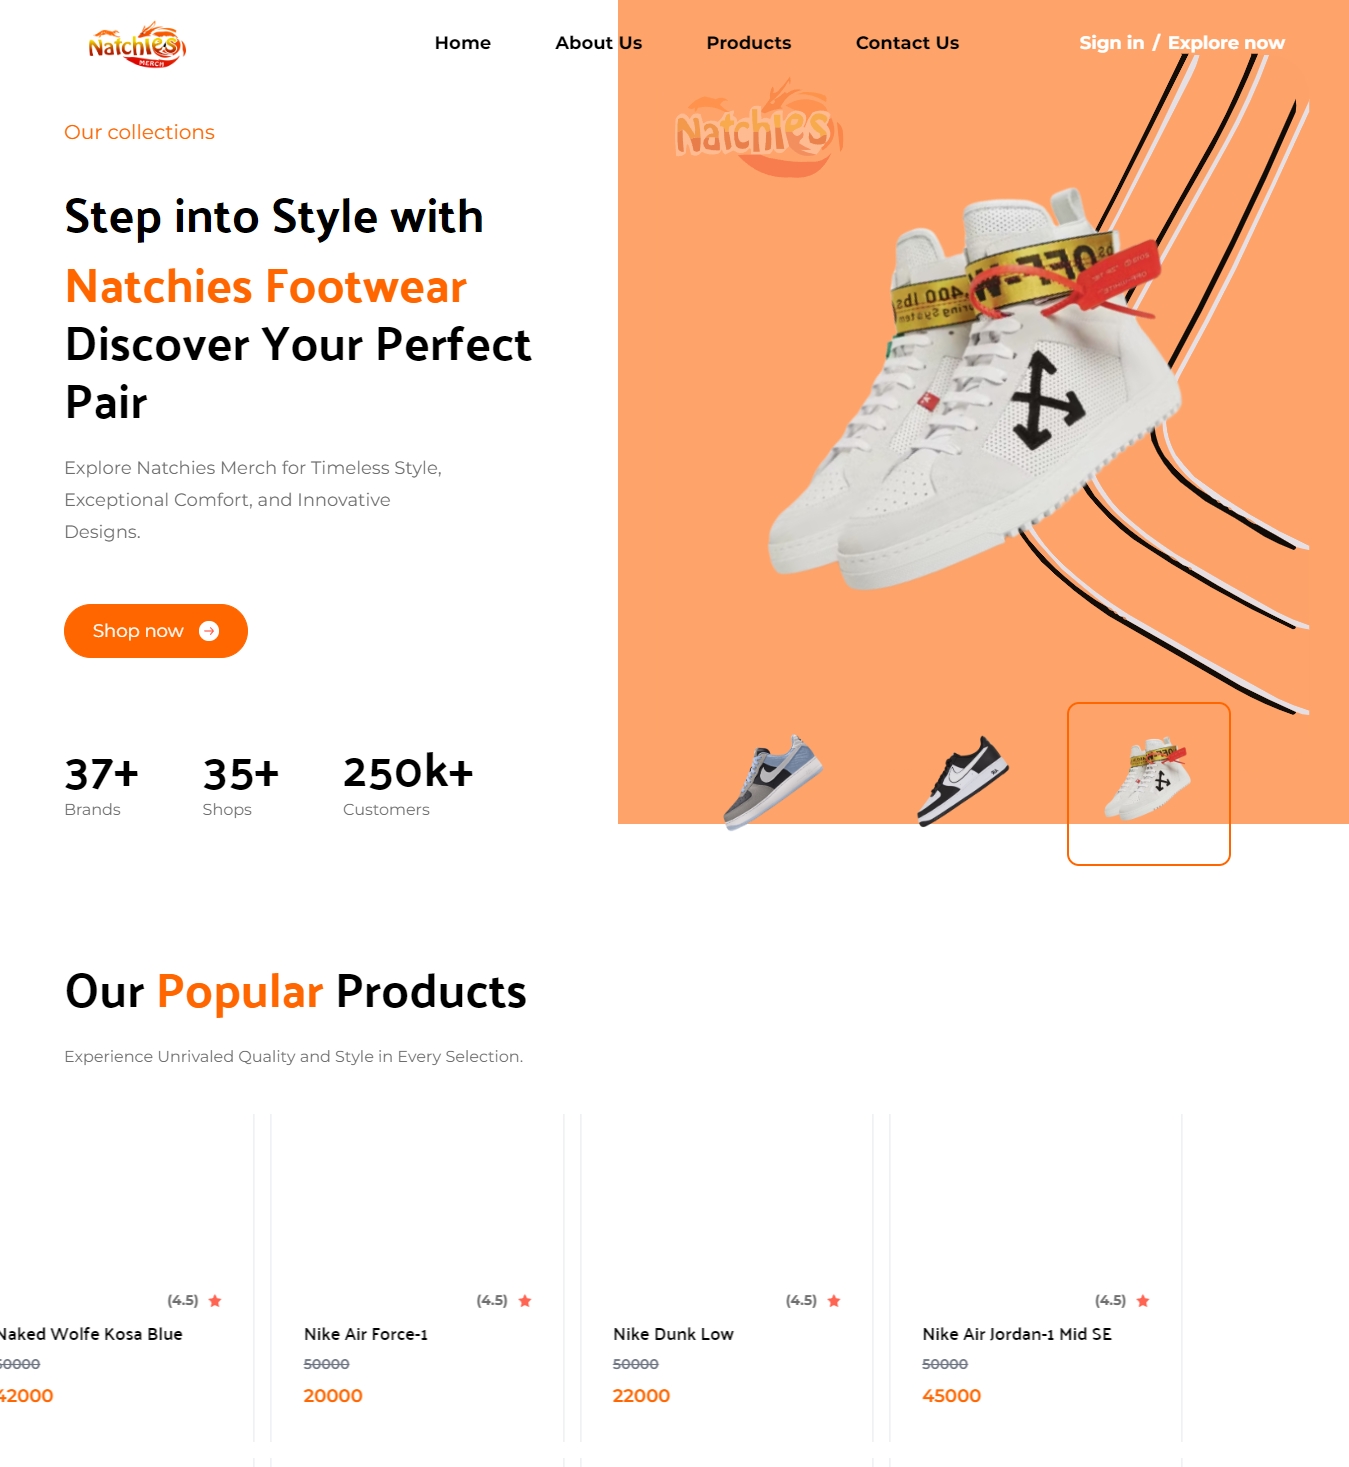 Natchies
MERCH
Home
About Us
Products
Contact Us
Sign in / Explore now
Our collections
Natchies
Step into Style with
Natchies Footwear
Discover Your Perfect
Pair
Explore Natchies Merch for Timeless Style,
Exceptional Comfort, and Innovative
Designs.
Shop now
37+
Brands
35+
Shops
250k+
Customers
Our Popular Products
Experience Unrivaled Quality and Style in Every Selection.
(4.5)
Naked Wolfe Kosa Blue
42000
(4.5)
Nike Air Force-1
50000
20000
(4.5)
Nike Dunk Low
50000
22000
(4.5)
Nike Air Jordan-1 Mid SE
50000
45000